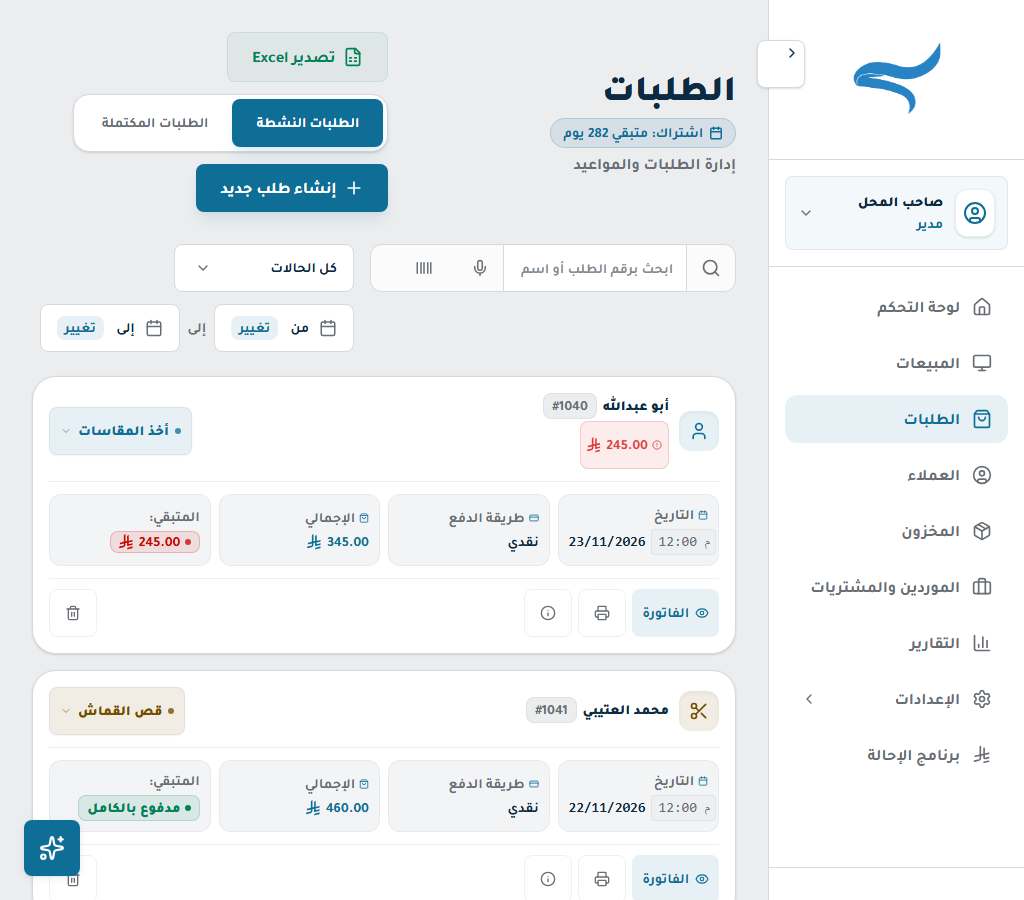 صاحب المحل
مدير
لوحة التحكم
المبيعات
الطلبات
العملاء
المخزون
الموردين والمشتريات
التقارير
الإعدادات
برنامج الإحالة
الطلبات
اشتراك: متبقي 282 يوم
إدارة الطلبات والمواعيد
تصدير Excel
الطلبات النشطة
الطلبات المكتملة
إنشاء طلب جديد
ابحث برقم الطلب أو اسم
كل الحالات
من تغيير
إلى
إلى تغيير
أبو عبدالله #1040
245.00
أخذ المقاسات
التاريخ
23/11/2026 12:00 م
طريقة الدفع
نقدي
الإجمالي
345.00
المتبقي:
245.00
الفاتورة
محمد العتيبي #1041
قص القماش
التاريخ
22/11/2026 12:00 م
طريقة الدفع
نقدي
الإجمالي
460.00
المتبقي:
مدفوع بالكامل
الفاتورة